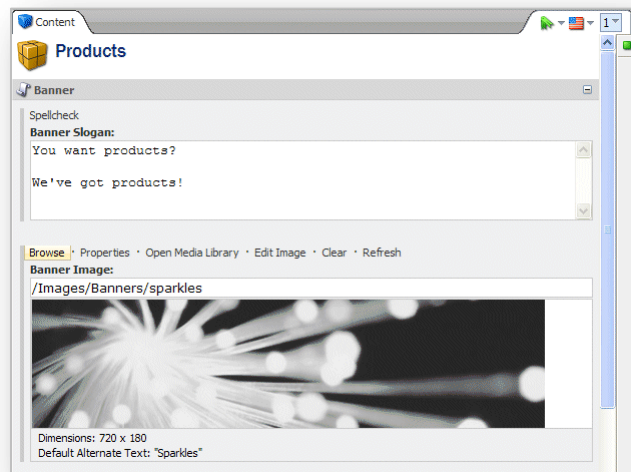 Content
1
Products
Banner
Spellcheck
Banner Slogan:
You want products?
We've got products!
Browse · Properties · Open Media Library · Edit Image · Clear · Refresh
Banner Image:
/Images/Banners/sparkles
Dimensions: 720 x 180
Default Alternate Text: "Sparkles"